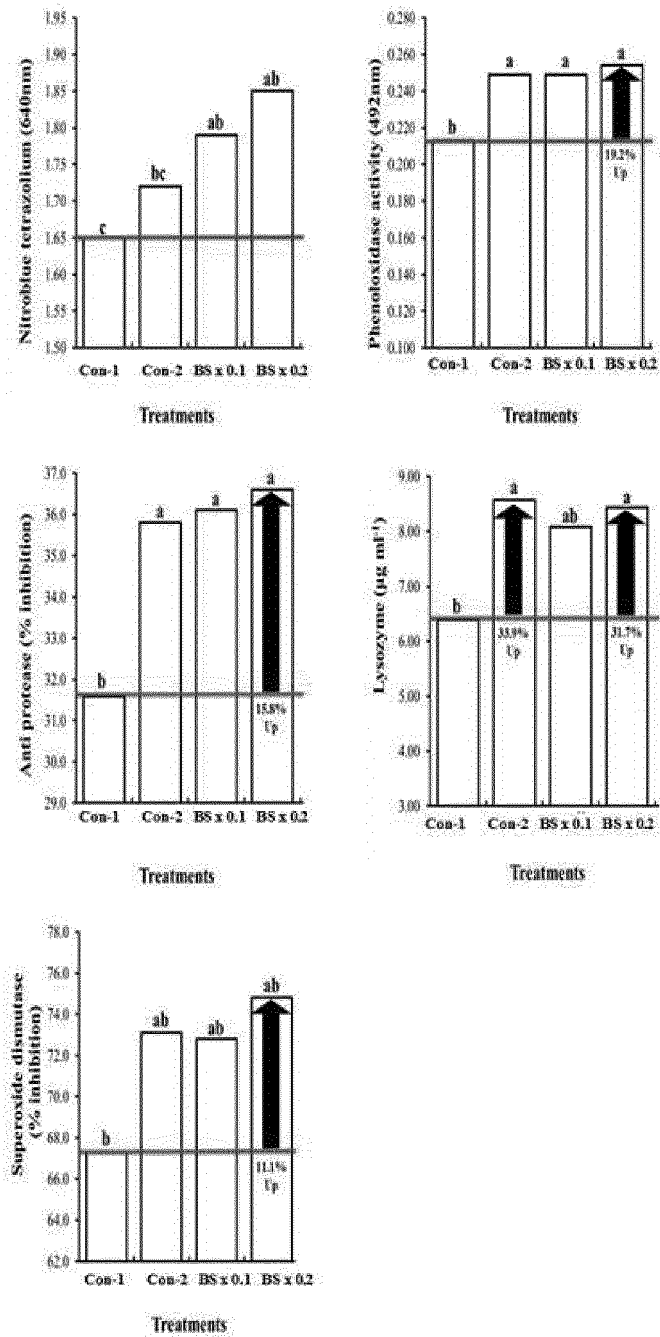 Nitroblue tetrazolium (640nm)
1.95
1.90
1.85
1.80
1.75
1.70
1.65
1.60
1.55
1.50
c
bc
ab
ab
Con-1 Con-2 BS x 0.1 BS x 0.2
Treatments
Phenoloxidase activity (492nm)
0.280
0.260
0.240
0.220
0.200
0.180
0.160
0.140
0.120
0.100
b
a
a
a
19.2%
Up
Con-1 Con-2 BS x 0.1 BS x 0.2
Treatments
Anti protease (% inhibition)
37.0
36.0
35.0
34.0
33.0
32.0
31.0
30.0
29.0
b
a
a
a
15.8%
Up
Con-1 Con-2 BS x 0.1 BS x 0.2
Treatments
Lysozyme (µg ml⁻¹)
9.00
8.00
7.00
6.00
5.00
4.00
3.00
b
a
ab
a
33.9%
Up
31.7%
Up
Con-1 Con-2 BS x 0.1 BS x 0.2
Treatments
Superoxide dismutase
(% inhibition)
78.0
76.0
74.0
72.0
70.0
68.0
66.0
64.0
62.0
b
ab
ab
ab
11.1%
Up
Con-1 Con-2 BS x 0.1 BS x 0.2
Treatments